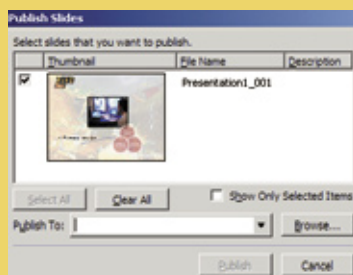 Publish Slides
Select slides that you want to publish.
Thumbnail File Name Description
Presentation1_001
Select All Clear All Show Only Selected Items
Publish To: Browse...
Publish Cancel